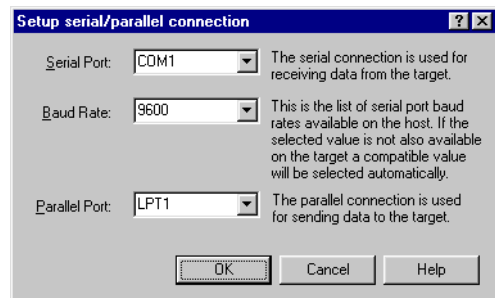 Setup serial/parallel connection
Serial Port: COM1 The serial connection is used for
receiving data from the target.
Baud Rate: 9600 This is the list of serial port baud
rates available on the host. If the
selected value is not also available
on the target a compatible value
will be selected automatically.
Parallel Port: LPT1 The parallel connection is used
for sending data to the target.
OK Cancel Help